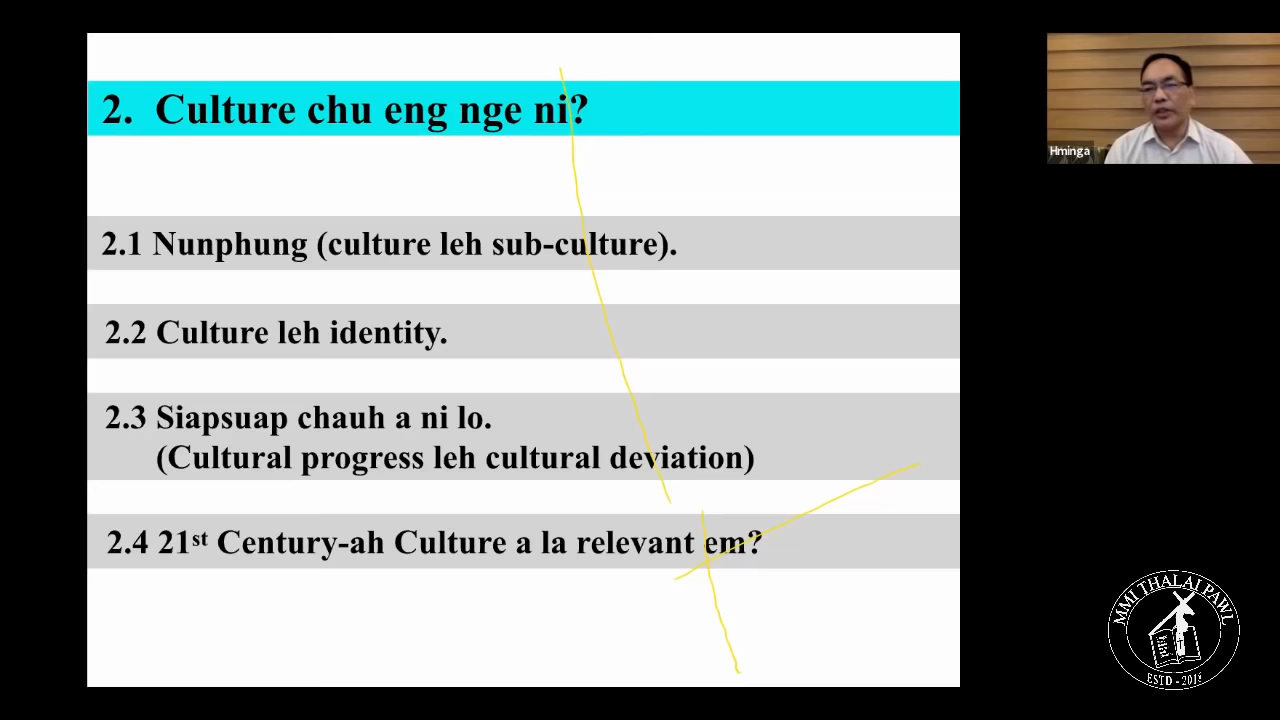 2. Culture chu eng nge ni?
2.1 Nunphung (culture leh sub-culture).
2.2 Culture leh identity.
2.3 Siapsuap chauh a ni lo.
(Cultural progress leh cultural deviation)
2.4 21st Century-ah Culture a la relevant em?
Hminga
MMI THALAI PAWL
ESTD - 2018